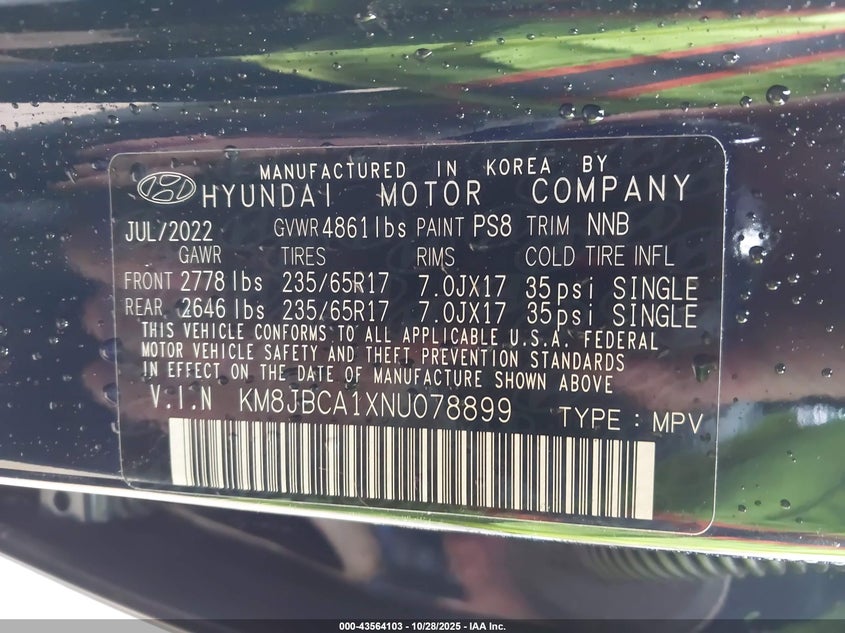 MANUFACTURED IN KOREA BY
HYUNDAI MOTOR COMPANY
JUL/2022 GVWR 4861 lbs PAINT PS8 TRIM NNB
GAWR TIRES RIMS COLD TIRE INFL
FRONT 2778 lbs 235/65R17 7.0JX17 35psi SINGLE
REAR 2646 lbs 235/65R17 7.0JX17 35psi SINGLE
THIS VEHICLE CONFORMS TO ALL APPLICABLE U.S.A. FEDERAL
MOTOR VEHICLE SAFETY AND THEFT PREVENTION STANDARDS
IN EFFECT ON THE DATE OF MANUFACTURE SHOWN ABOVE
V.I.N KM8JBCA1XNU078899 TYPE : MPV
000-43564103 | 10/28/2025 | IAA Inc.